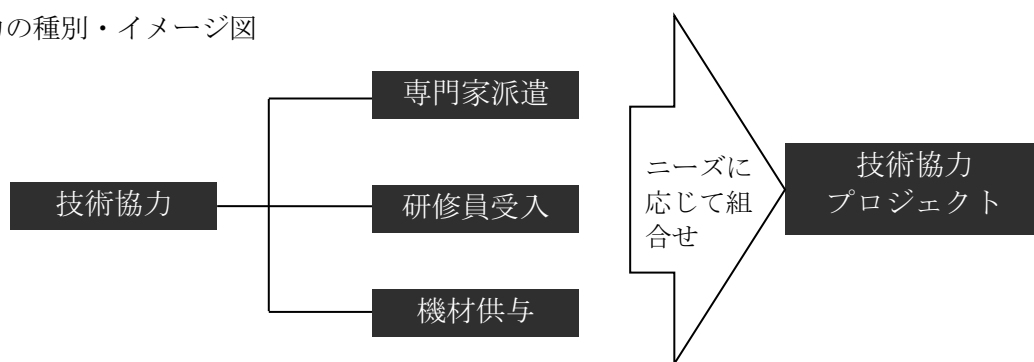 の種別・イメージ図
専門家派遣
技術協力
研修員受入
機材供与
ニーズに
応じて組
合せ
技術協力
プロジェクト